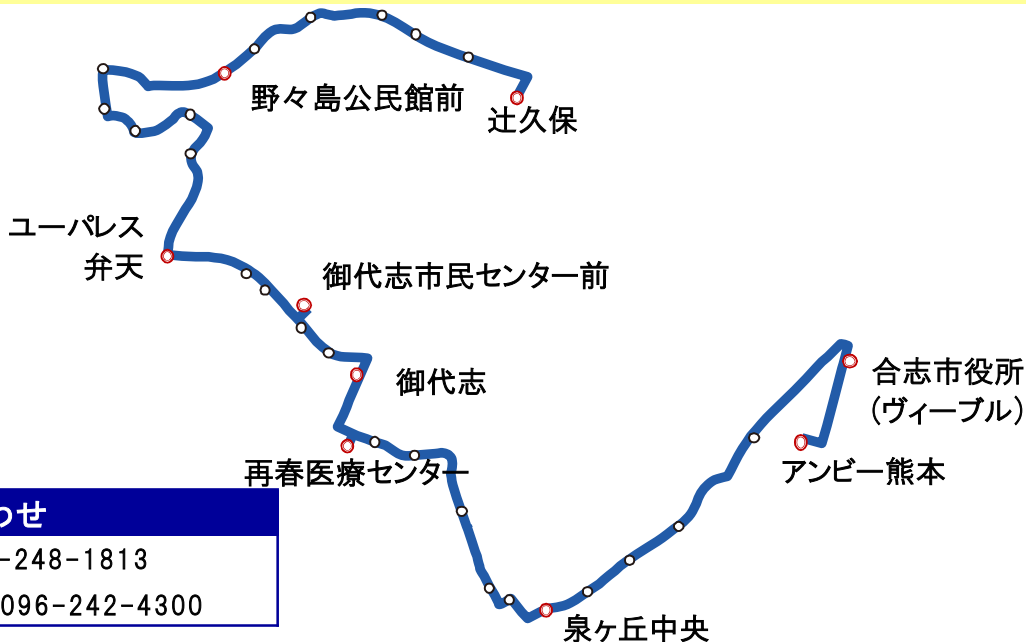 野々島公民館前
辻久保
ユーパレス
弁天
御代志市民センター前
御代志
合志市役所
(ヴィーブル)
アンビー熊本
再春医療センター
わせ
-248-1813
096-242-4300
泉ヶ丘中央